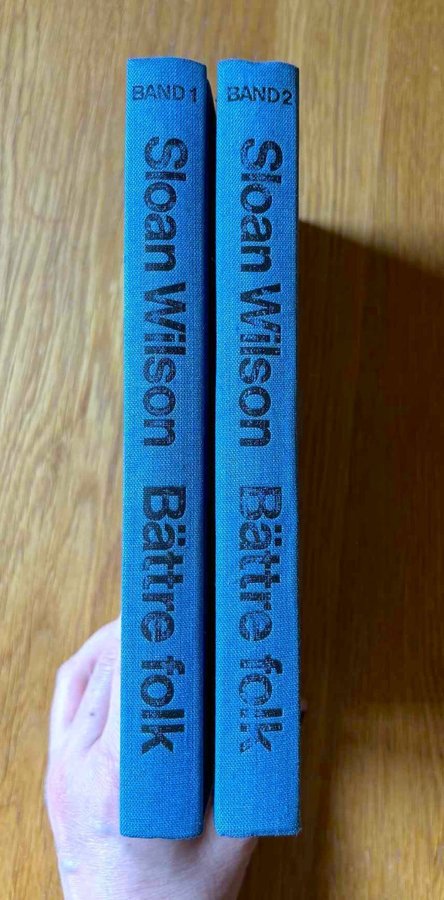 BAND 1
Sloan Wilson Bättre folk
BAND 2
Sloan Wilson Bättre folk